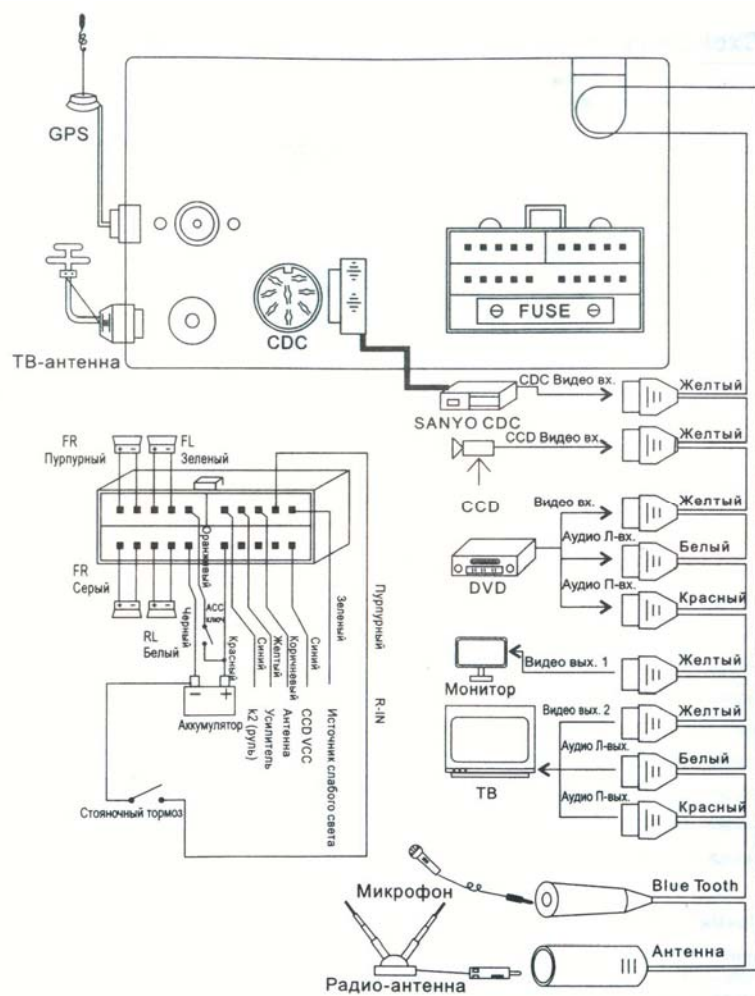 GPS
ТВ-антенна
CDC
FUSE
SANYO CDC
CDC Видео вх.
Желтый
CCD Видео вх.
Желтый
CCD
Видео вх.
Желтый
Аудио Л-вх.
Белый
DVD
Аудио П-вх.
Красный
Видео вых. 1
Желтый
Монитор
Видео вых. 2
Желтый
Аудио Л-вых.
Белый
ТВ
Аудио П-вых.
Красный
Микрофон
Blue Tooth
Антенна
Радио-антенна
FR
Пурпурный
FL
Зеленый
FR
Серый
RL
Белый
Черный
Оранжевый
ACC
ключ
Красный
Синий
Желтый
Коричневый
Синий
Зеленый
Пурпурный
Аккумулятор
k2 (руль)
Усилитель
Антенна
CCD VCC
Источник слабого света
R-IN
Стояночный тормоз